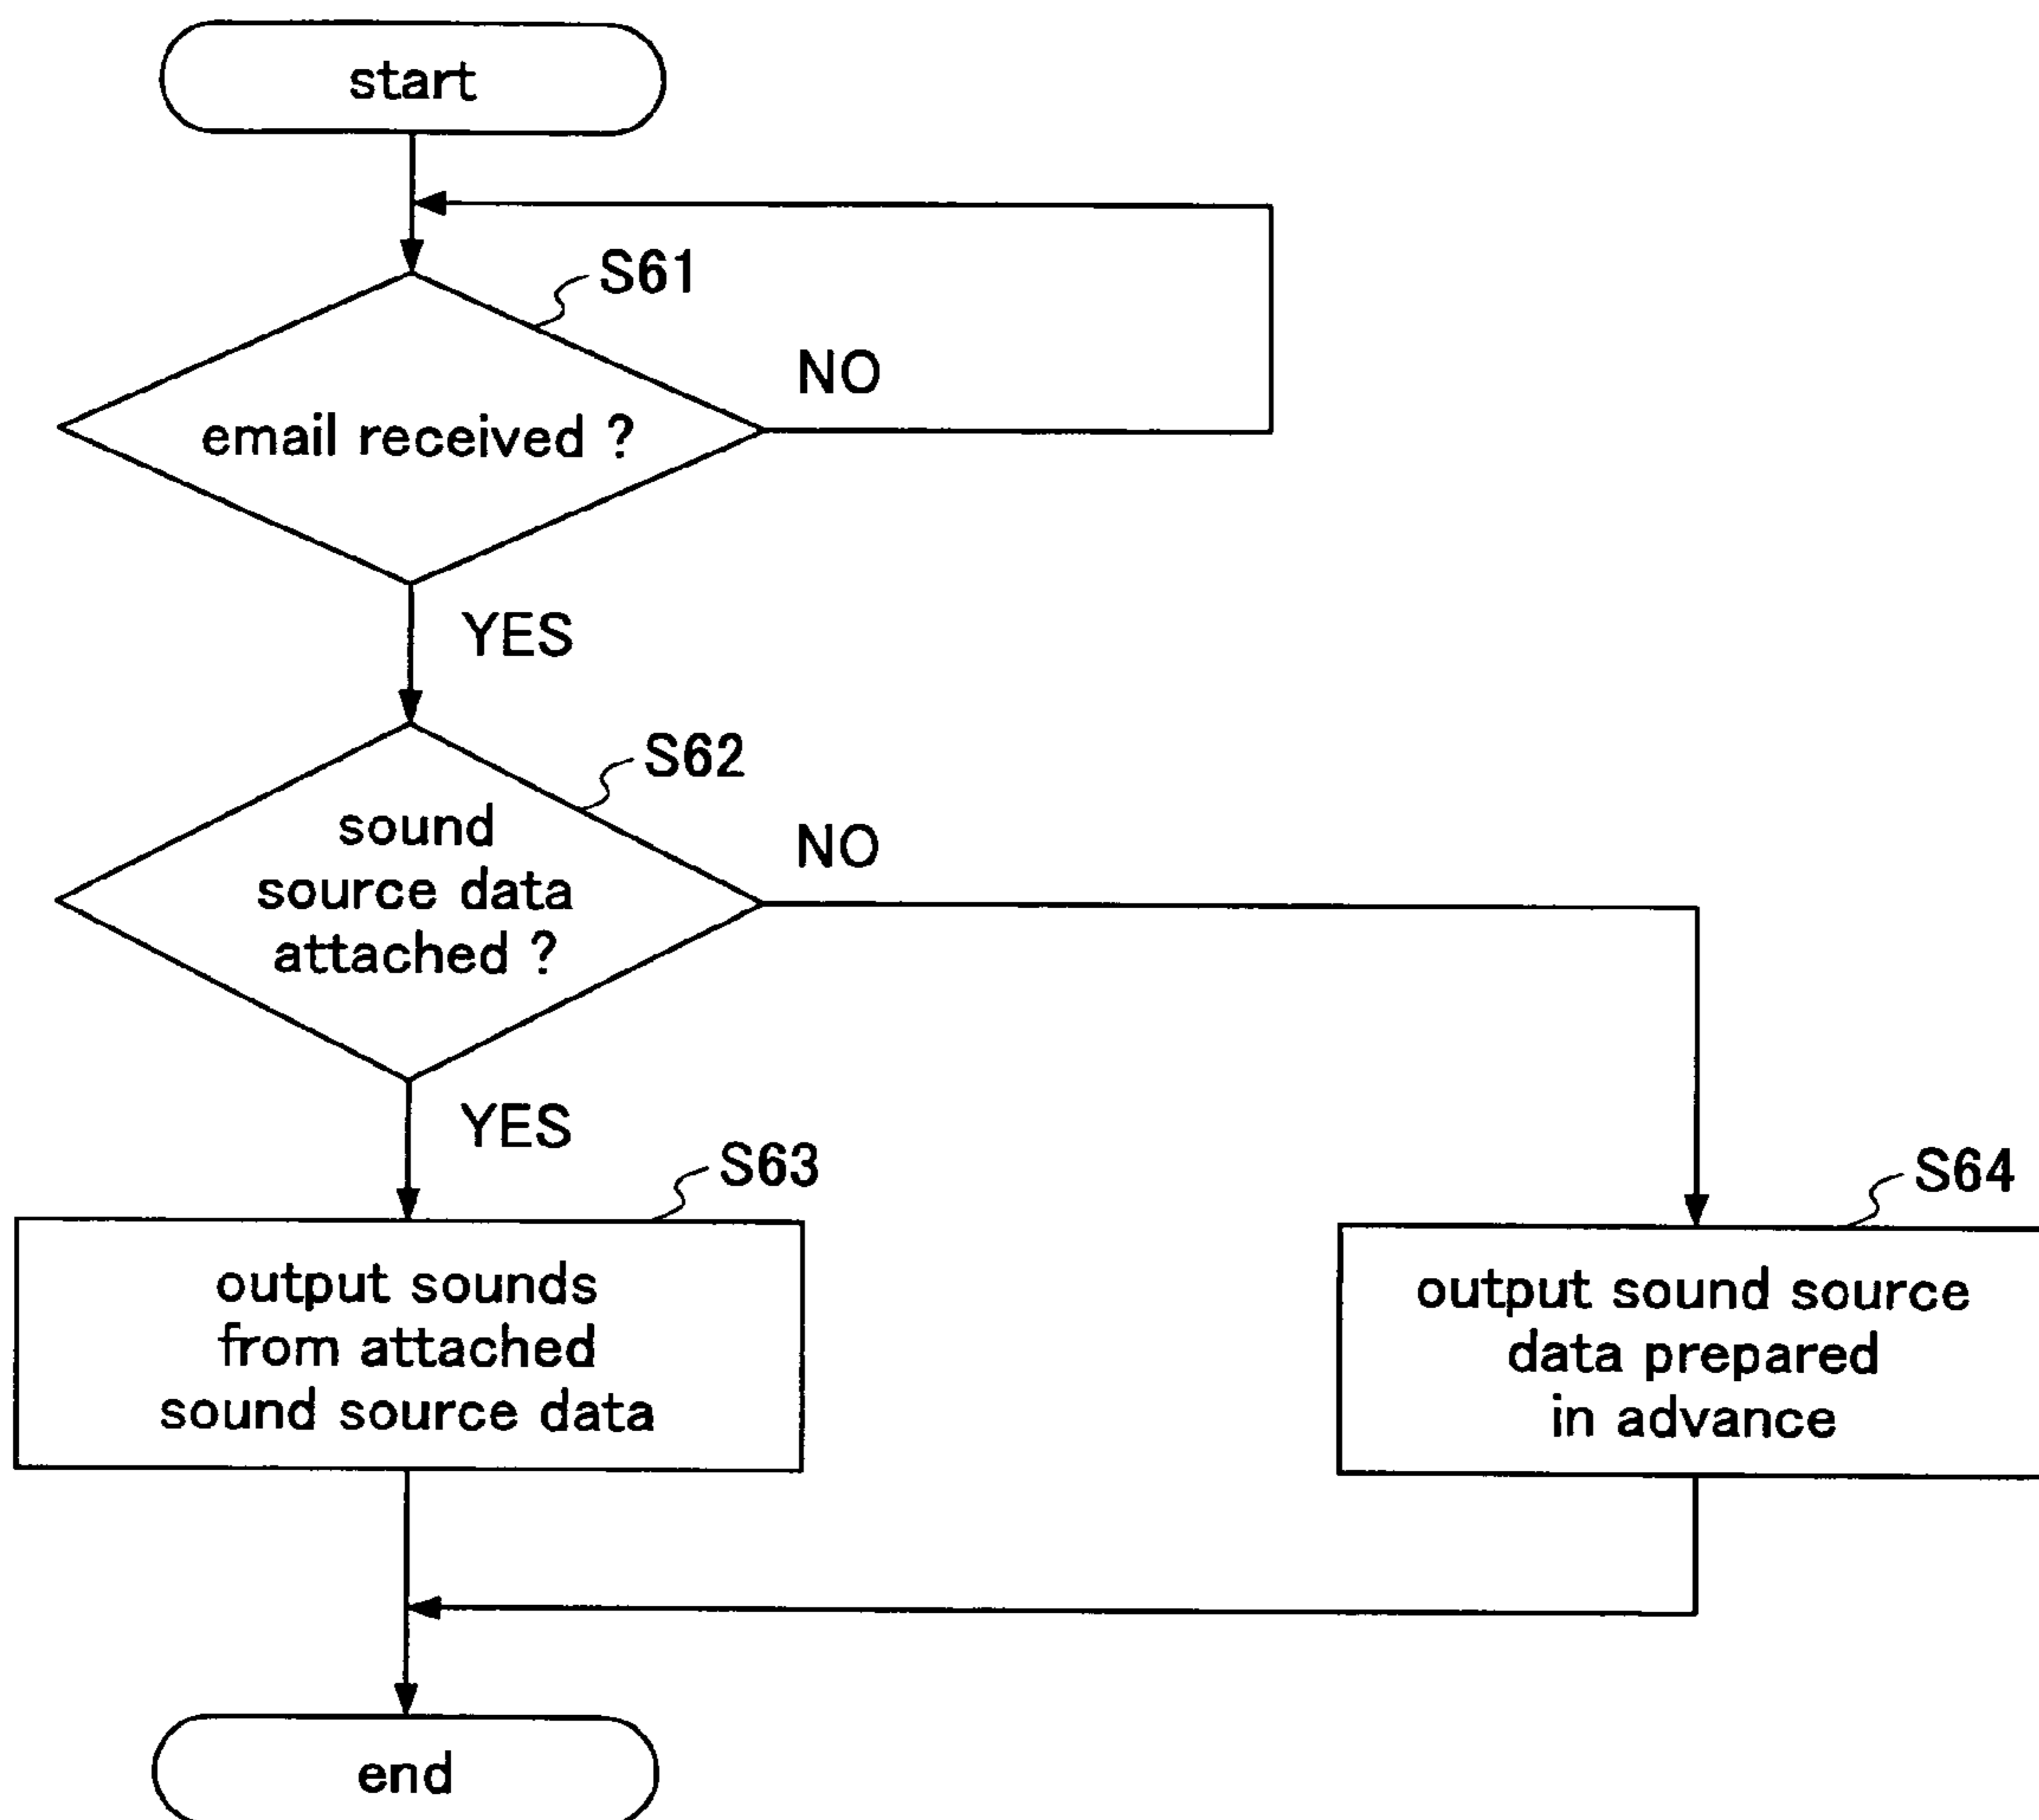 start
S61
NO
email received ?
YES
S62
NO
sound
source data
attached ?
YES
S63
S64
output sounds
from attached
sound source data
output sound source
data prepared
in advance
end